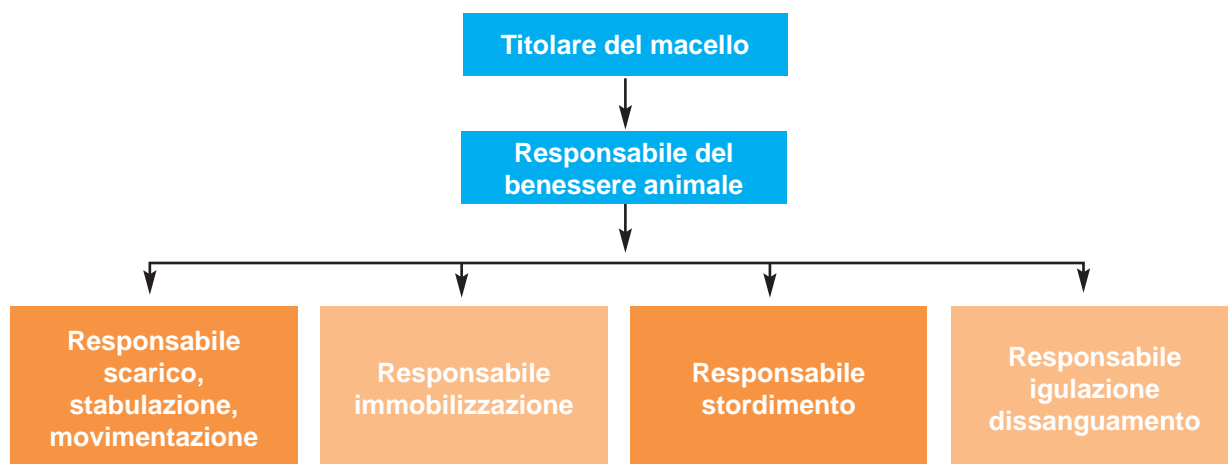 Titolare del macello
Responsabile del
benessere animale
Responsabile
scarico,
stabulazione,
movimentazione
Responsabile
immobilizzazione
Responsabile
stordimento
Responsabile
igulazione
dissanguamento